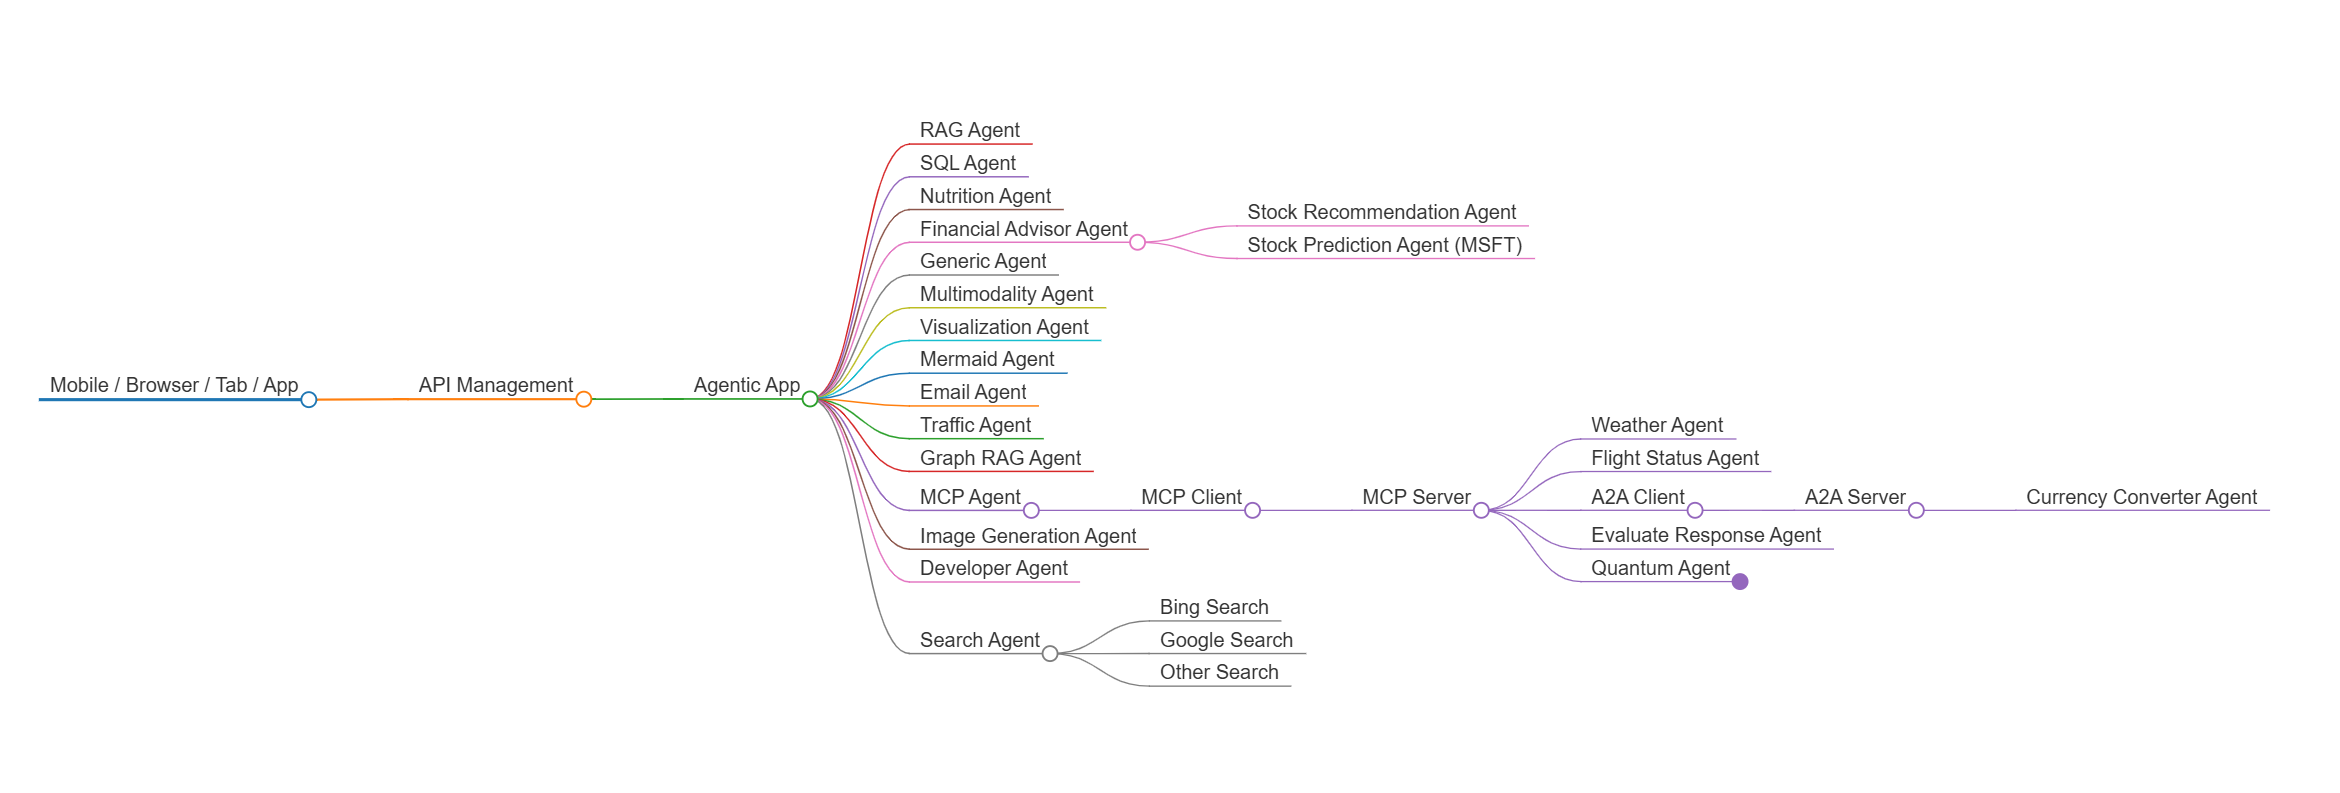 Mobile / Browser / Tab / App
API Management
Agentic App
RAG Agent
SQL Agent
Nutrition Agent
Financial Advisor Agent
Stock Recommendation Agent
Stock Prediction Agent (MSFT)
Generic Agent
Multimodality Agent
Visualization Agent
Mermaid Agent
Email Agent
Traffic Agent
Graph RAG Agent
MCP Agent
MCP Client
MCP Server
Weather Agent
Flight Status Agent
A2A Client
A2A Server
Currency Converter Agent
Evaluate Response Agent
Quantum Agent
Image Generation Agent
Developer Agent
Search Agent
Bing Search
Google Search
Other Search